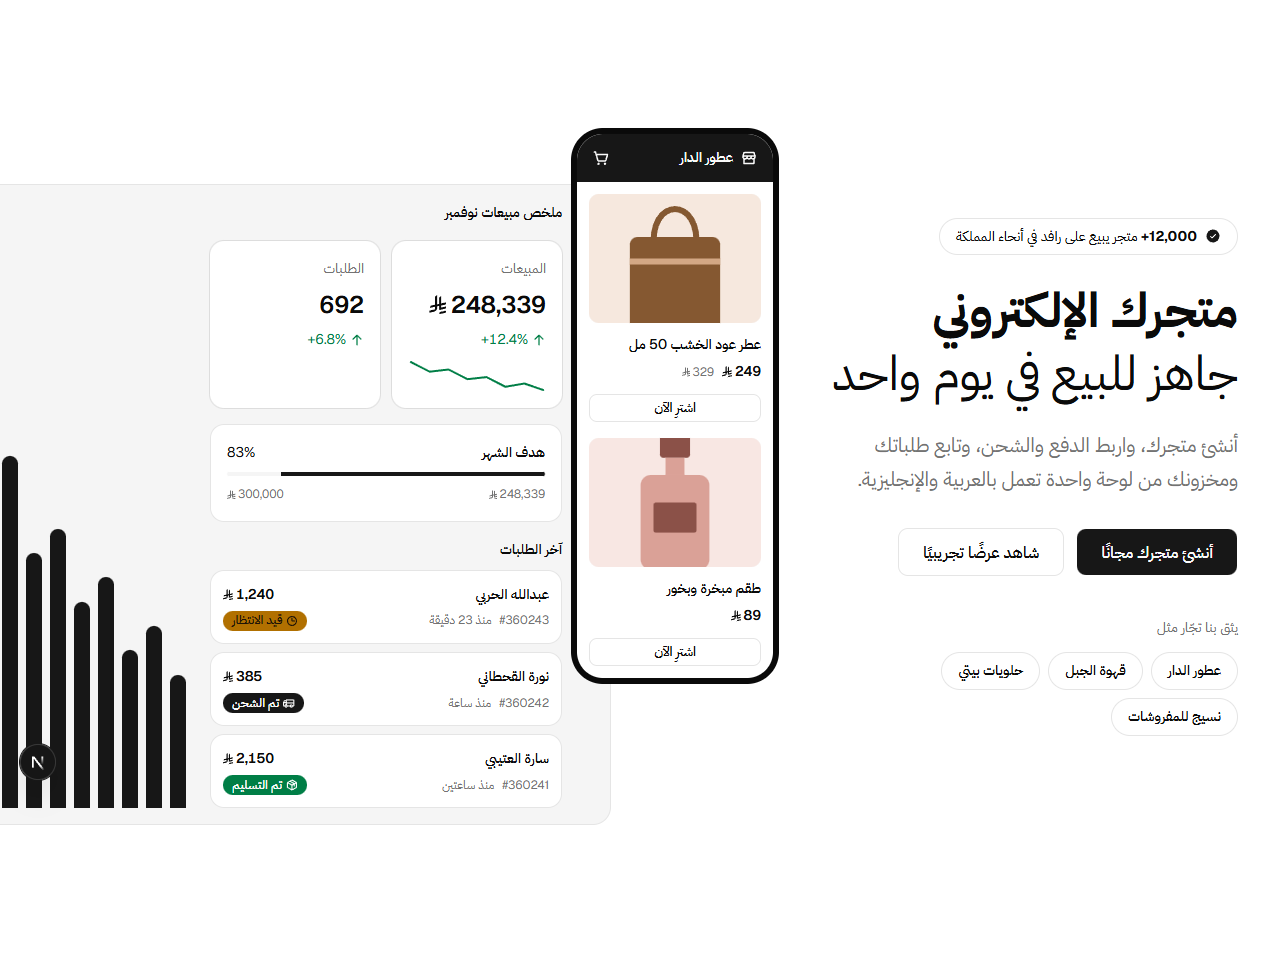 +12,000 متجر يبيع على رافد في أنحاء المملكة
متجرك الإلكتروني
جاهز للبيع في يوم واحد
أنشئ متجرك، واربط الدفع والشحن، وتابع طلباتك
ومخزونك من لوحة واحدة تعمل بالعربية والإنجليزية.
أنشئ متجرك مجانًا
شاهد عرضًا تجريبيًا
يثق بنا تجّار مثل
عطور الدار
قهوة الجبل
حلويات بيتي
نسيج للمفروشات
عطور الدار
عطر عود الخشب 50 مل
249 ⃁ 329 ⃁
اشترِ الآن
طقم مبخرة وبخور
89 ⃁
اشترِ الآن
ملخص مبيعات نوفمبر
المبيعات
248,339 ⃁
+12.4%
الطلبات
692
+6.8%
هدف الشهر
83%
248,339 ⃁
300,000 ⃁
آخر الطلبات
عبدالله الحربي
1,240 ⃁
#360243 منذ 23 دقيقة
قيد الانتظار
نورة القحطاني
385 ⃁
#360242 منذ ساعة
تم الشحن
سارة العتيبي
2,150 ⃁
#360241 منذ ساعتين
تم التسليم
N